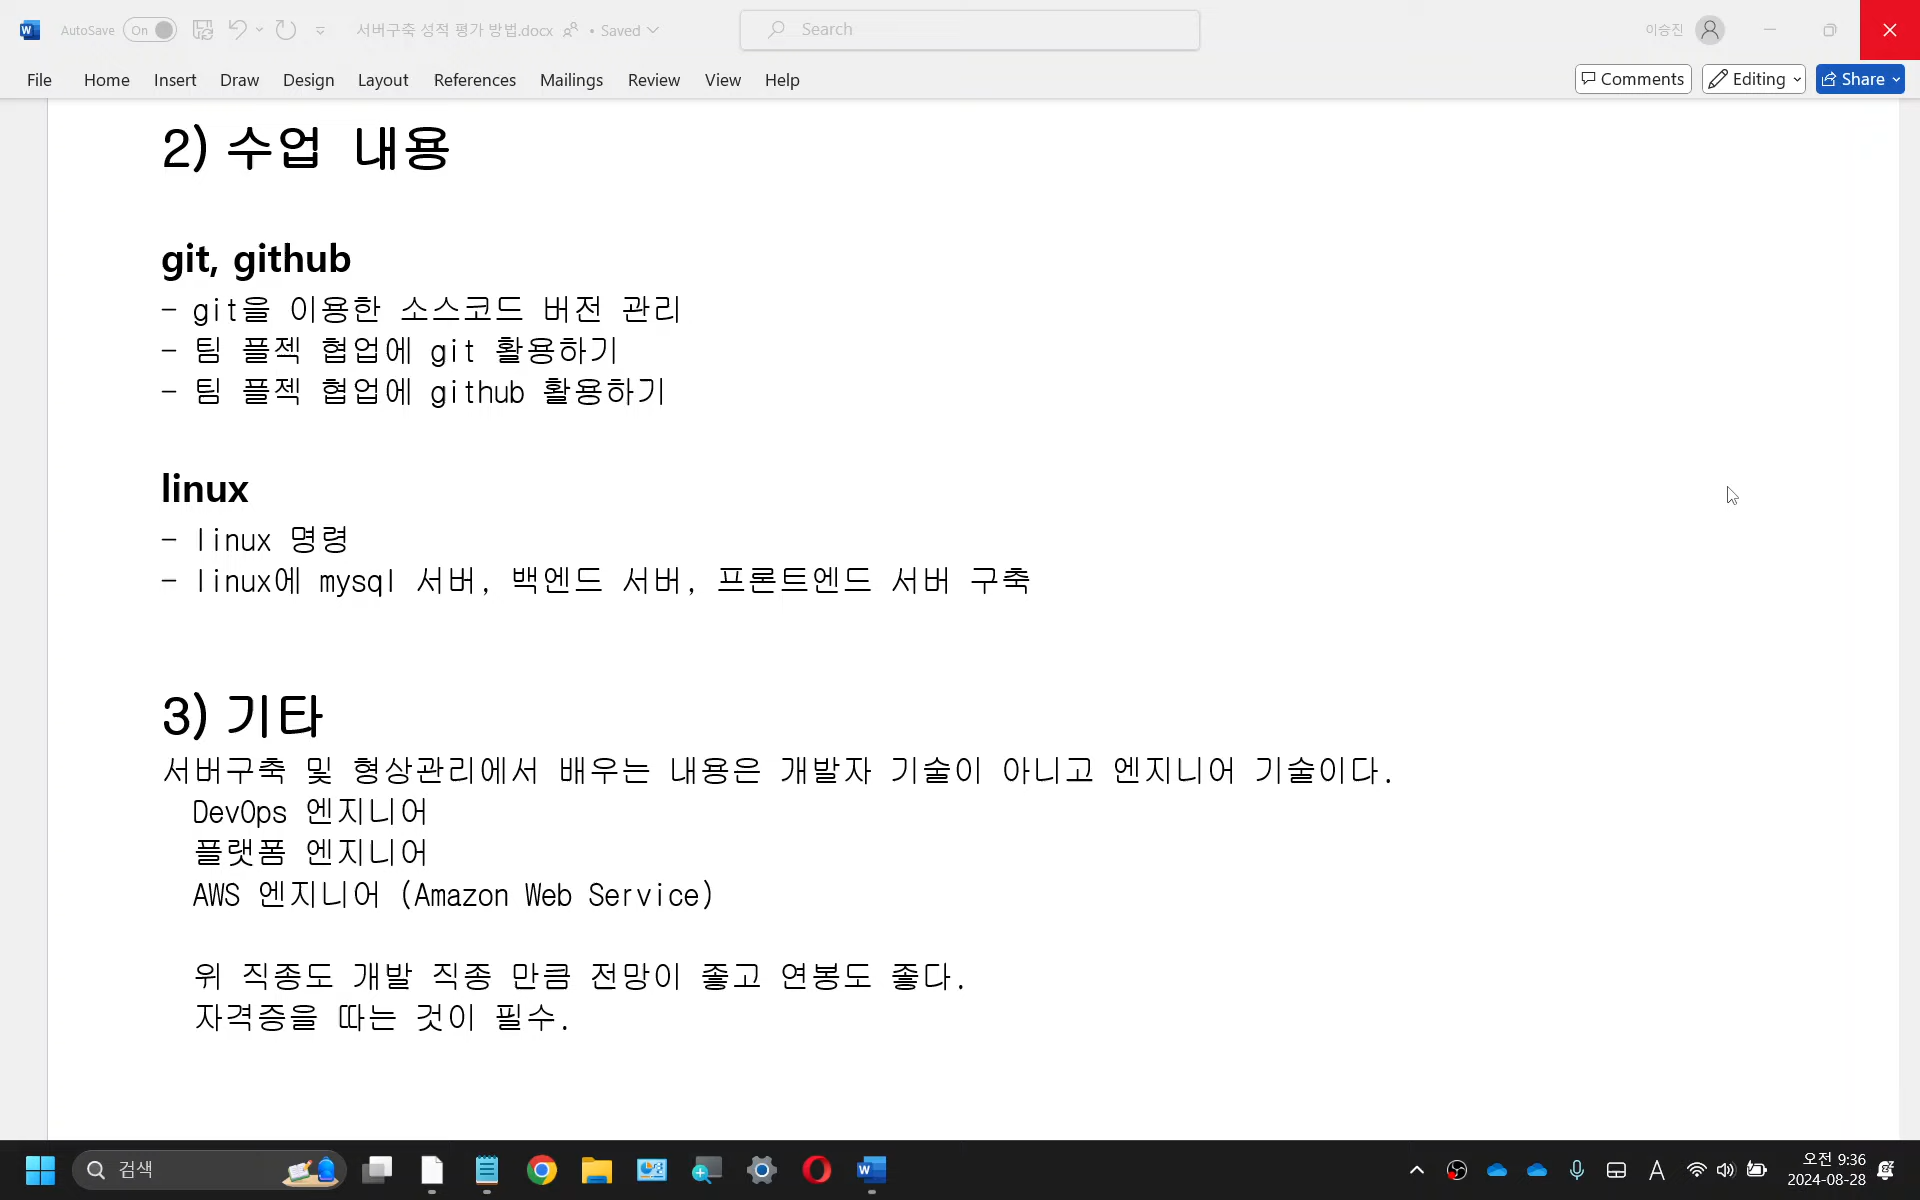 AutoSave On 서버구축 성적 평가 방법.docx • Saved Search 이승진
File Home Insert Draw Design Layout References Mailings Review View Help Comments Editing Share
2) 수업 내용
git, github
- git을 이용한 소스코드 버전 관리
- 팀 플젝 협업에 git 활용하기
- 팀 플젝 협업에 github 활용하기
linux
- linux 명령
- linux에 mysql 서버, 백엔드 서버, 프론트엔드 서버 구축
3) 기타
서버구축 및 형상관리에서 배우는 내용은 개발자 기술이 아니고 엔지니어 기술이다.
DevOps 엔지니어
플랫폼 엔지니어
AWS 엔지니어 (Amazon Web Service)
위 직종도 개발 직종 만큼 전망이 좋고 연봉도 좋다.
자격증을 따는 것이 필수.
검색 A 오전 9:36
2024-08-28